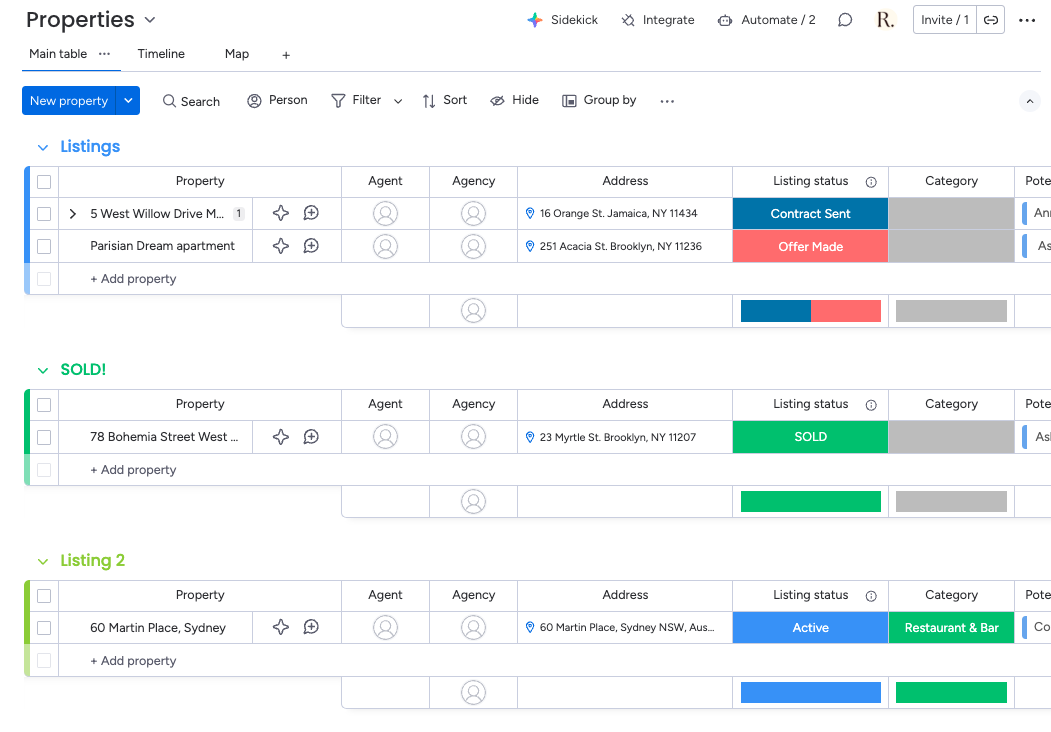 Properties
Sidekick Integrate Automate / 2 R. Invite / 1
Main table Timeline Map +
New property Search Person Filter Sort Hide Group by
Listings
Property Agent Agency Address Listing status Category Pote
5 West Willow Drive M... 1 16 Orange St. Jamaica, NY 11434 Contract Sent Ann
Parisian Dream apartment 251 Acacia St. Brooklyn, NY 11236 Offer Made As
+ Add property
SOLD!
Property Agent Agency Address Listing status Category Pote
78 Bohemia Street West ... 23 Myrtle St. Brooklyn, NY 11207 SOLD Asl
+ Add property
Listing 2
Property Agent Agency Address Listing status Category Pote
60 Martin Place, Sydney 60 Martin Place, Sydney NSW, Aus... Active Restaurant & Bar Co
+ Add property